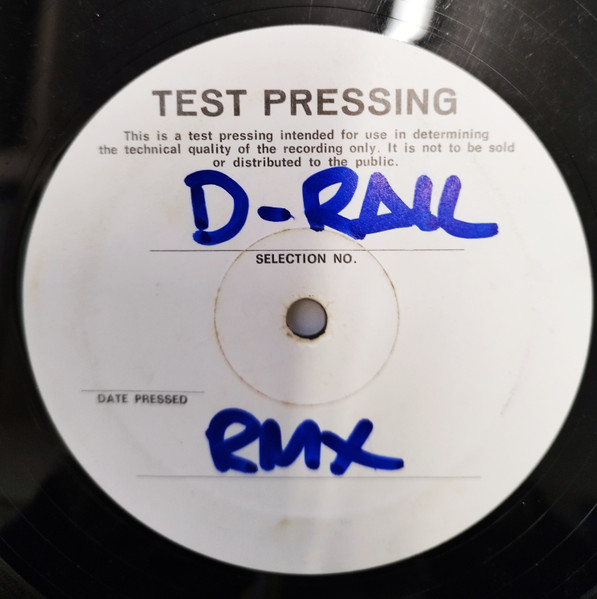 TEST PRESSING
This is a test pressing intended for use in determining
the technical quality of the recording only. It is not to be sold
or distributed to the public.
D-RAIL
SELECTION NO.
DATE PRESSED
RMX